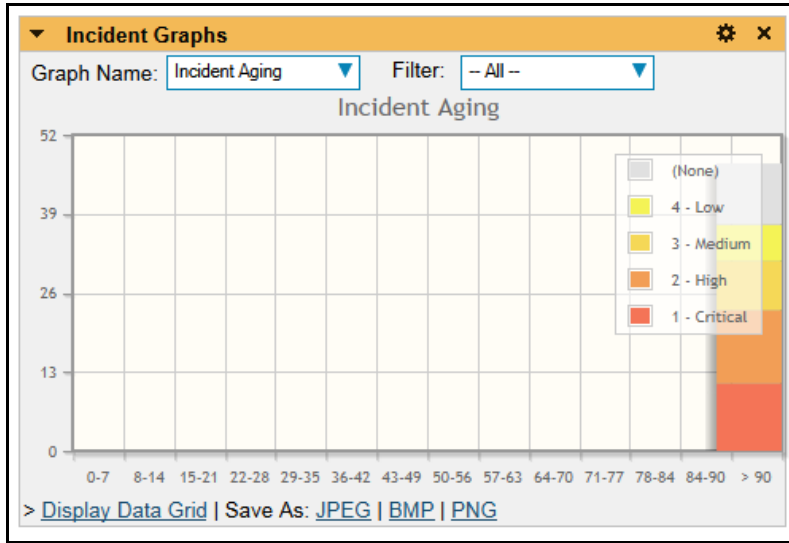 Incident Graphs
Graph Name: Incident Aging Filter: -- All --
Incident Aging
52
39
26
13
0
(None)
4 - Low
3 - Medium
2 - High
1 - Critical
0-7 8-14 15-21 22-28 29-35 36-42 43-49 50-56 57-63 64-70 71-77 78-84 84-90 > 90
> Display Data Grid | Save As: JPEG | BMP | PNG